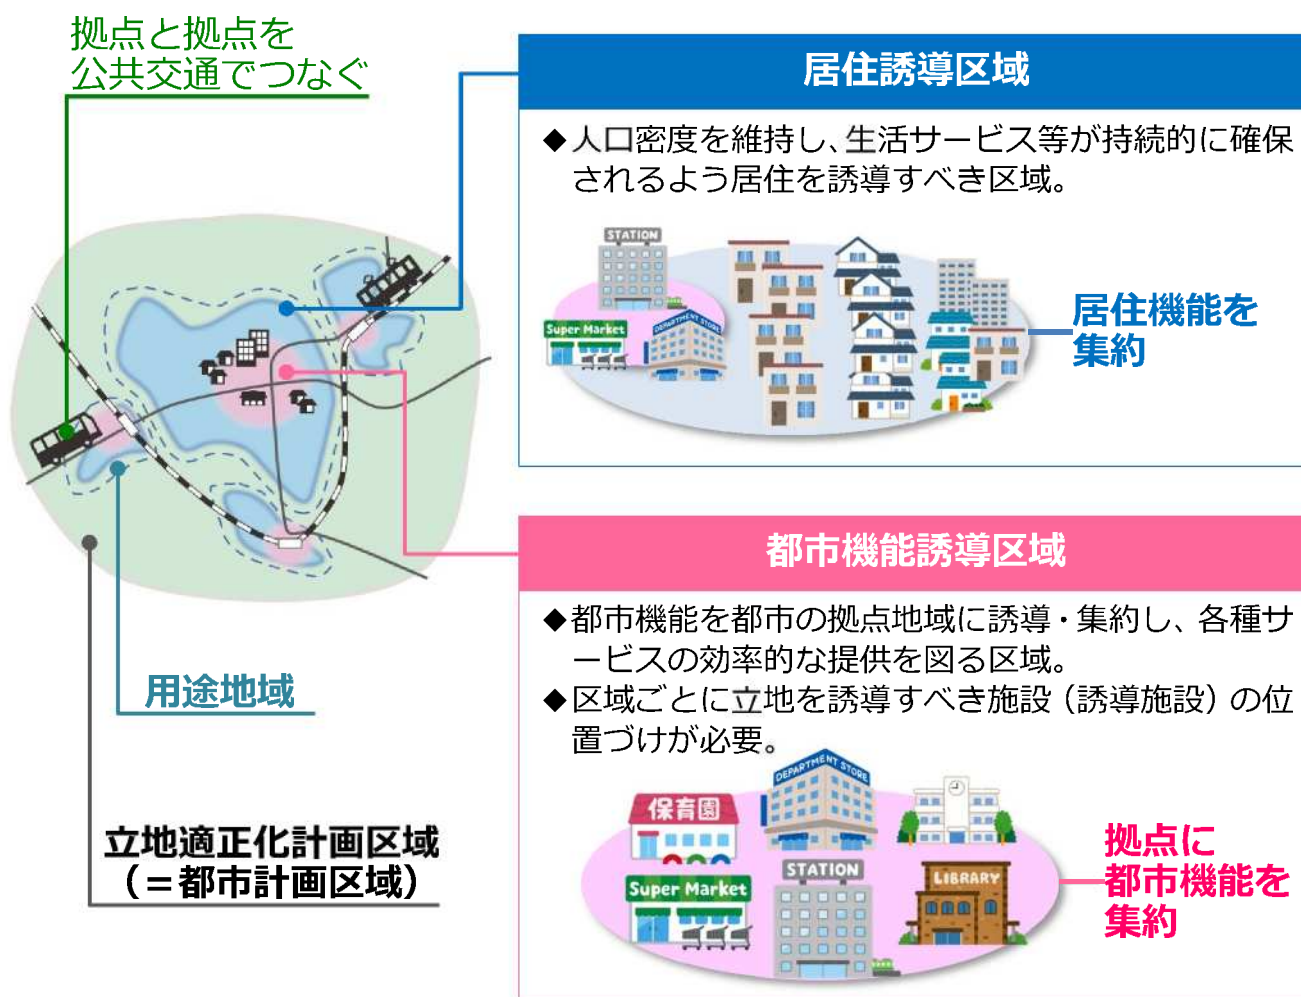 拠点と拠点を
公共交通でつなぐ
用途地域
立地適正化計画区域
（＝都市計画区域）
居住誘導区域
◆人口密度を維持し、生活サービス等が持続的に確保
されるよう居住を誘導すべき区域。
STATION
Super Market
DEPARTMENT STORE
居住機能を
集約
都市機能誘導区域
◆都市機能を都市の拠点地域に誘導・集約し、各種サ
ービスの効率的な提供を図る区域。
◆区域ごとに立地を誘導すべき施設（誘導施設）の位
置づけが必要。
DEPARTMENT STORE
保育園
STATION
Super Market
LIBRARY
拠点に
都市機能を
集約